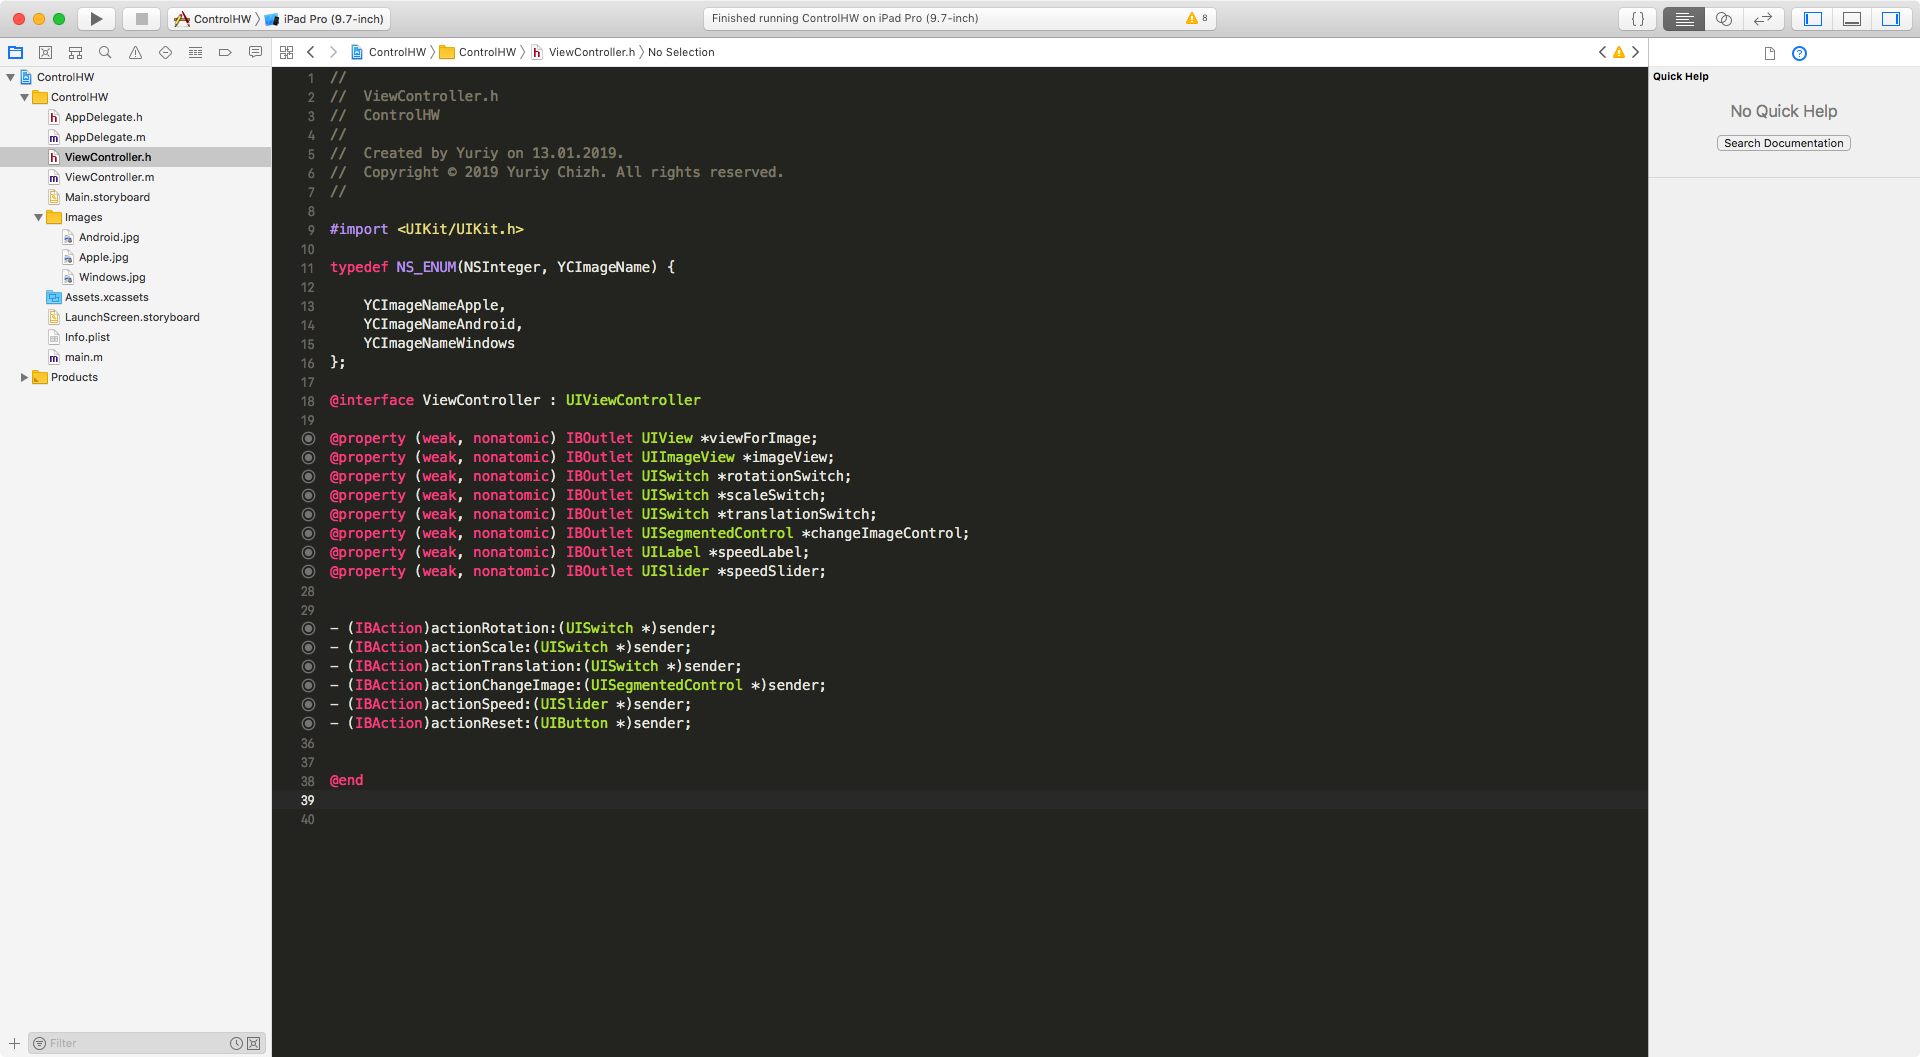 ControlHW
iPad Pro (9.7-inch)
Finished running ControlHW on iPad Pro (9.7-inch)
8
{ }
ControlHW
ControlHW
ViewController.h
No Selection
ControlHW
ControlHW
h AppDelegate.h
m AppDelegate.m
h ViewController.h
m ViewController.m
Main.storyboard
Images
Android.jpg
Apple.jpg
Windows.jpg
Assets.xcassets
LaunchScreen.storyboard
Info.plist
m main.m
Products
Filter
1 //
2 //  ViewController.h
3 //  ControlHW
4 //
5 //  Created by Yuriy on 13.01.2019.
6 //  Copyright © 2019 Yuriy Chizh. All rights reserved.
7 //
8
9 #import <UIKit/UIKit.h>
10
11 typedef NS_ENUM(NSInteger, YCImageName) {
12
13     YCImageNameApple,
14     YCImageNameAndroid,
15     YCImageNameWindows
16 };
17
18 @interface ViewController : UIViewController
19
@property (weak, nonatomic) IBOutlet UIView *viewForImage;
@property (weak, nonatomic) IBOutlet UIImageView *imageView;
@property (weak, nonatomic) IBOutlet UISwitch *rotationSwitch;
@property (weak, nonatomic) IBOutlet UISwitch *scaleSwitch;
@property (weak, nonatomic) IBOutlet UISwitch *translationSwitch;
@property (weak, nonatomic) IBOutlet UISegmentedControl *changeImageControl;
@property (weak, nonatomic) IBOutlet UILabel *speedLabel;
@property (weak, nonatomic) IBOutlet UISlider *speedSlider;
28
29
- (IBAction)actionRotation:(UISwitch *)sender;
- (IBAction)actionScale:(UISwitch *)sender;
- (IBAction)actionTranslation:(UISwitch *)sender;
- (IBAction)actionChangeImage:(UISegmentedControl *)sender;
- (IBAction)actionSpeed:(UISlider *)sender;
- (IBAction)actionReset:(UIButton *)sender;
36
37
38 @end
39
40
Quick Help
No Quick Help
Search Documentation